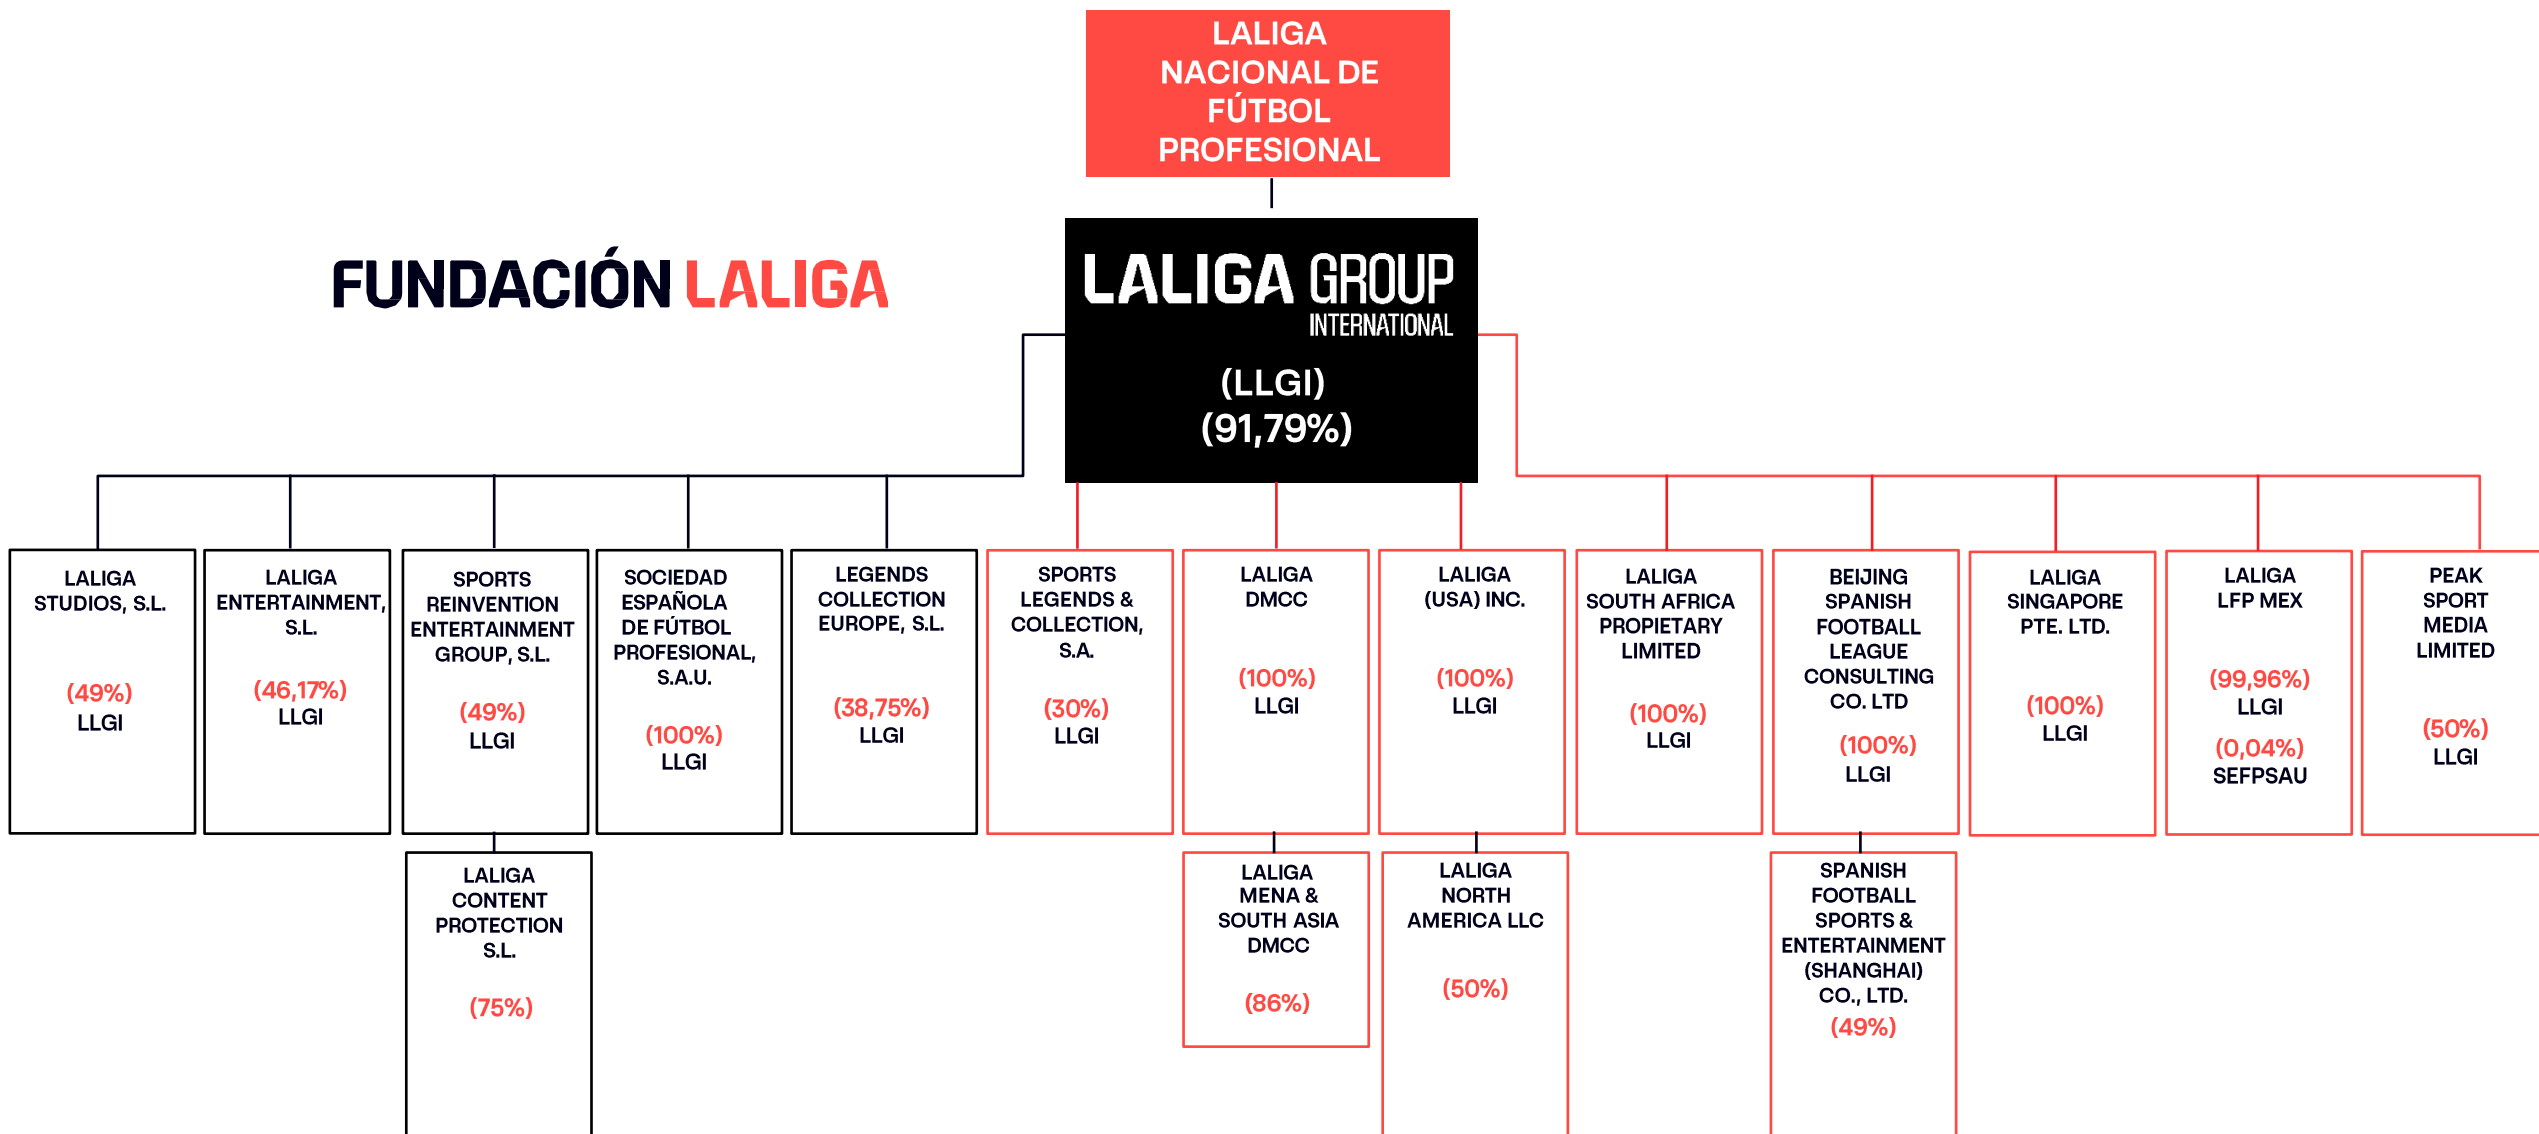 LALIGA
NACIONAL DE
FÚTBOL
PROFESIONAL
FUNDACIÓN LALIGA
LALIGA GROUP
INTERNATIONAL
(LLGI)
(91,79%)
LALIGA
STUDIOS, S.L.
(49%)
LLGI
LALIGA
ENTERTAINMENT,
S.L.
(46,17%)
LLGI
SPORTS
REINVENTION
ENTERTAINMENT
GROUP, S.L.
(49%)
LLGI
SOCIEDAD
ESPAÑOLA
DE FÚTBOL
PROFESIONAL,
S.A.U.
(100%)
LLGI
LEGENDS
COLLECTION
EUROPE, S.L.
(38,75%)
LLGI
SPORTS
LEGENDS &
COLLECTION,
S.A.
(30%)
LLGI
LALIGA
DMCC
(100%)
LLGI
LALIGA
(USA) INC.
(100%)
LLGI
LALIGA
SOUTH AFRICA
PROPIETARY
LIMITED
(100%)
LLGI
BEIJING
SPANISH
FOOTBALL
LEAGUE
CONSULTING
CO. LTD
(100%)
LLGI
LALIGA
SINGAPORE
PTE. LTD.
(100%)
LLGI
LALIGA
LFP MEX
(99,96%)
LLGI
(0,04%)
SEFPSAU
PEAK
SPORT
MEDIA
LIMITED
(50%)
LLGI
LALIGA
CONTENT
PROTECTION
S.L.
(75%)
LALIGA
MENA &
SOUTH ASIA
DMCC
(86%)
LALIGA
NORTH
AMERICA LLC
(50%)
SPANISH
FOOTBALL
SPORTS &
ENTERTAINMENT
(SHANGHAI)
CO., LTD.
(49%)